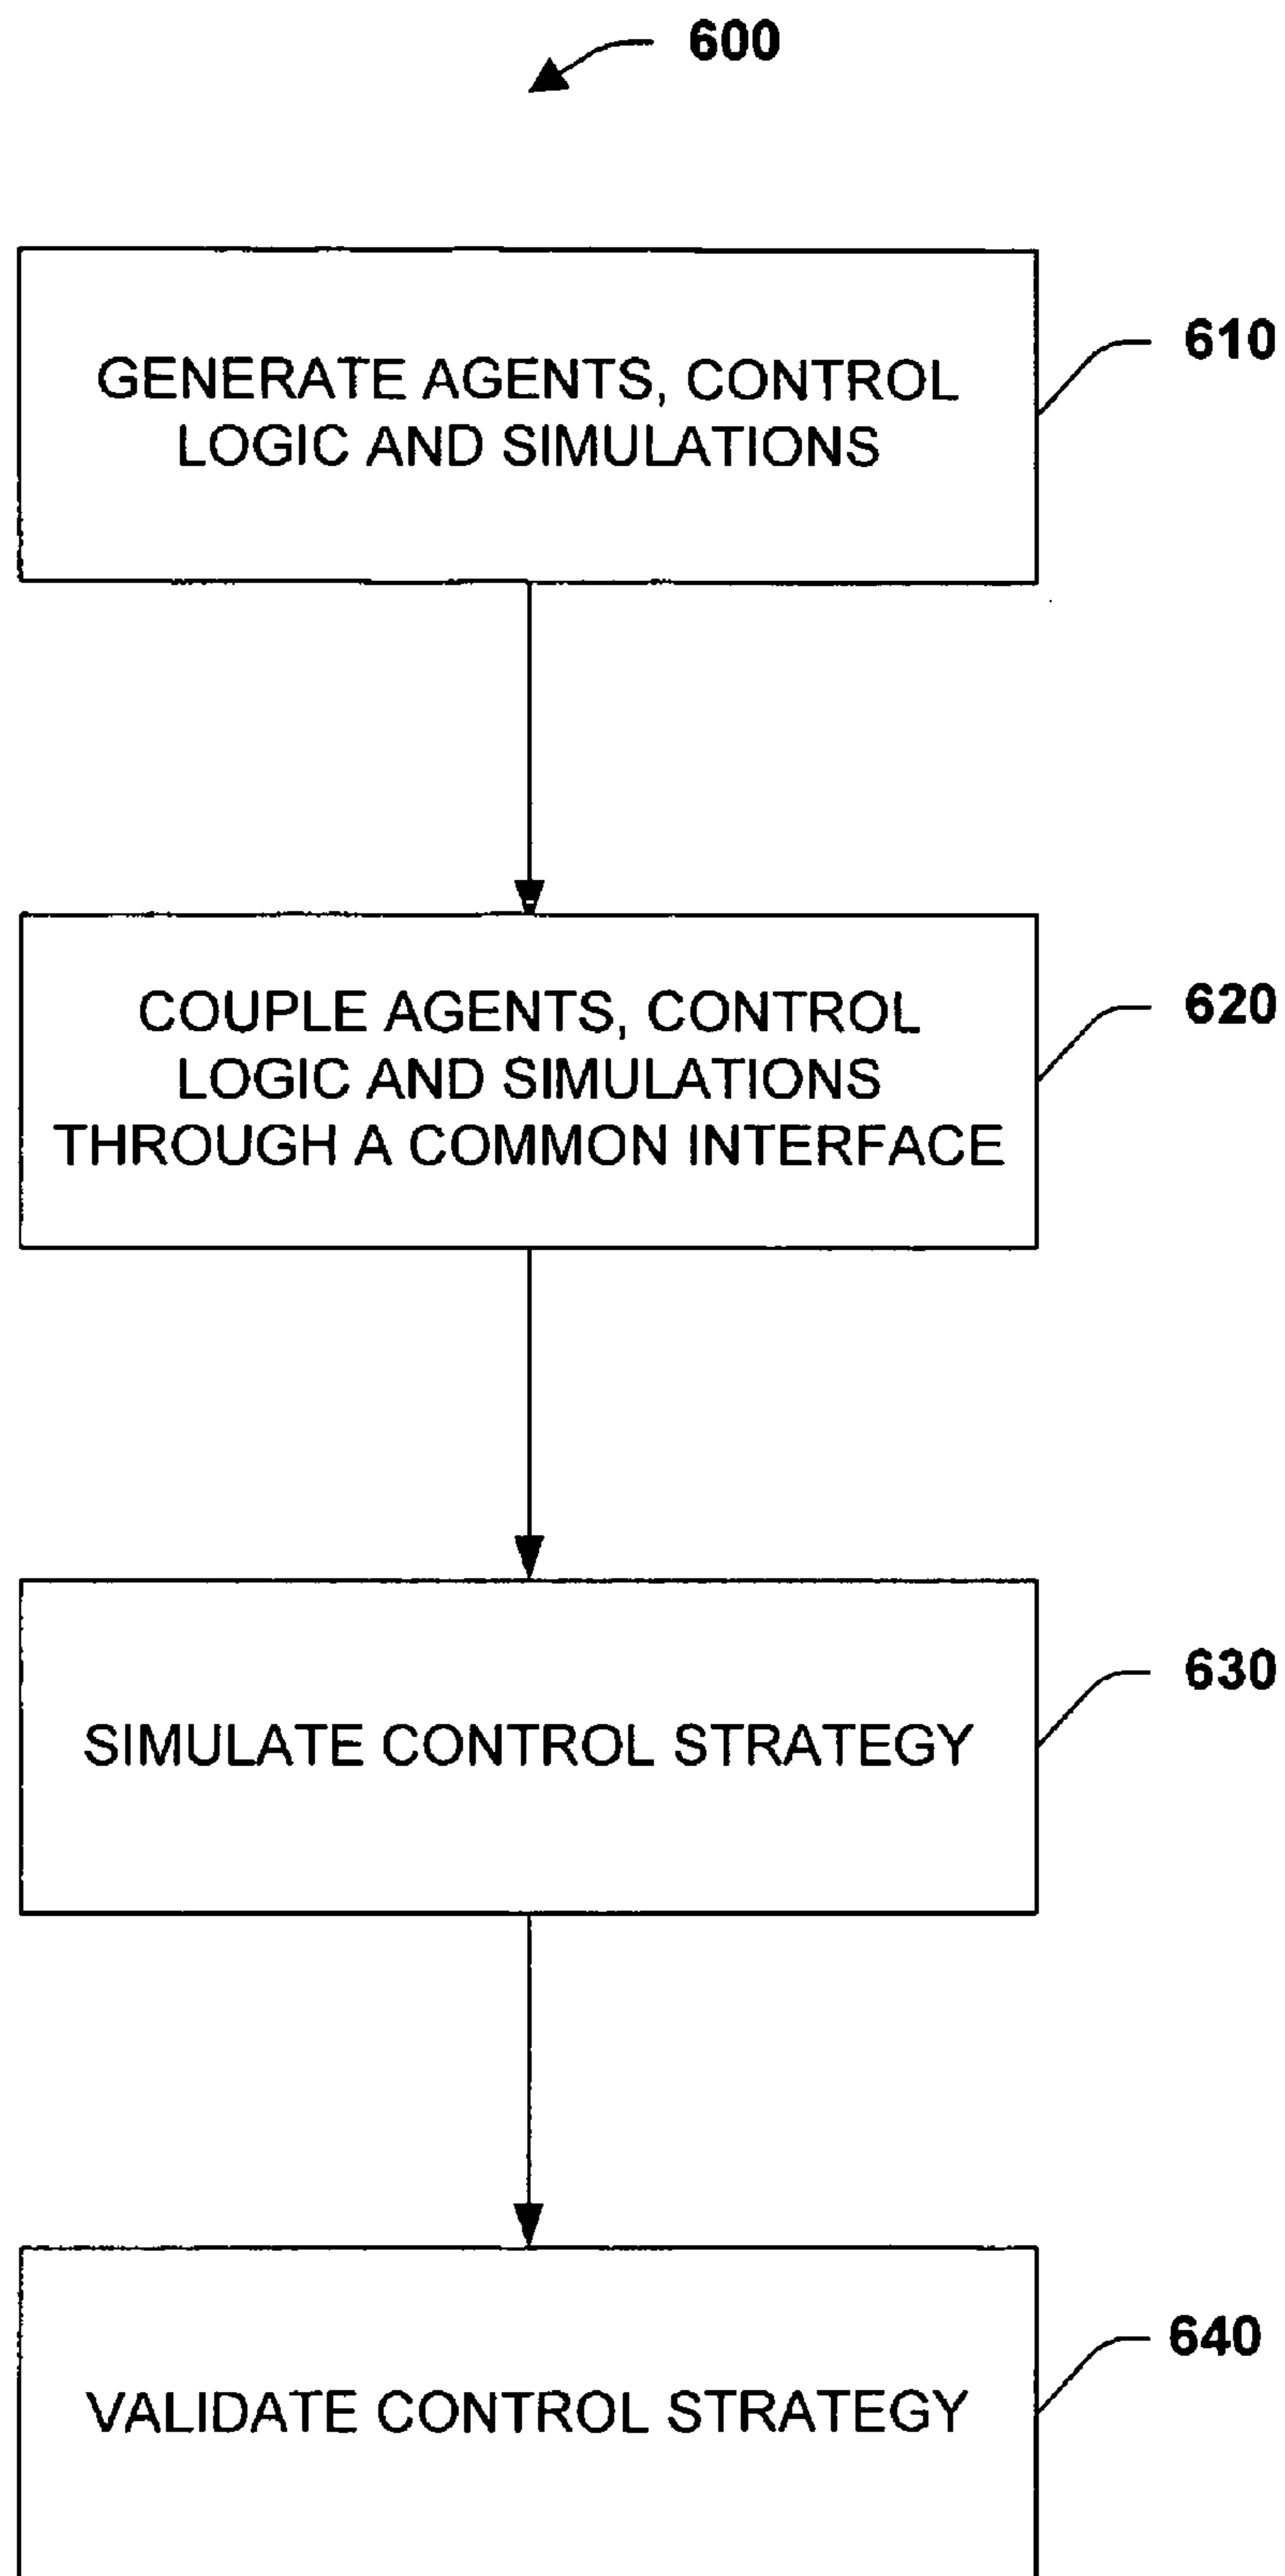 600
GENERATE AGENTS, CONTROL
LOGIC AND SIMULATIONS
610
COUPLE AGENTS, CONTROL
LOGIC AND SIMULATIONS
THROUGH A COMMON INTERFACE
620
SIMULATE CONTROL STRATEGY
630
VALIDATE CONTROL STRATEGY
640